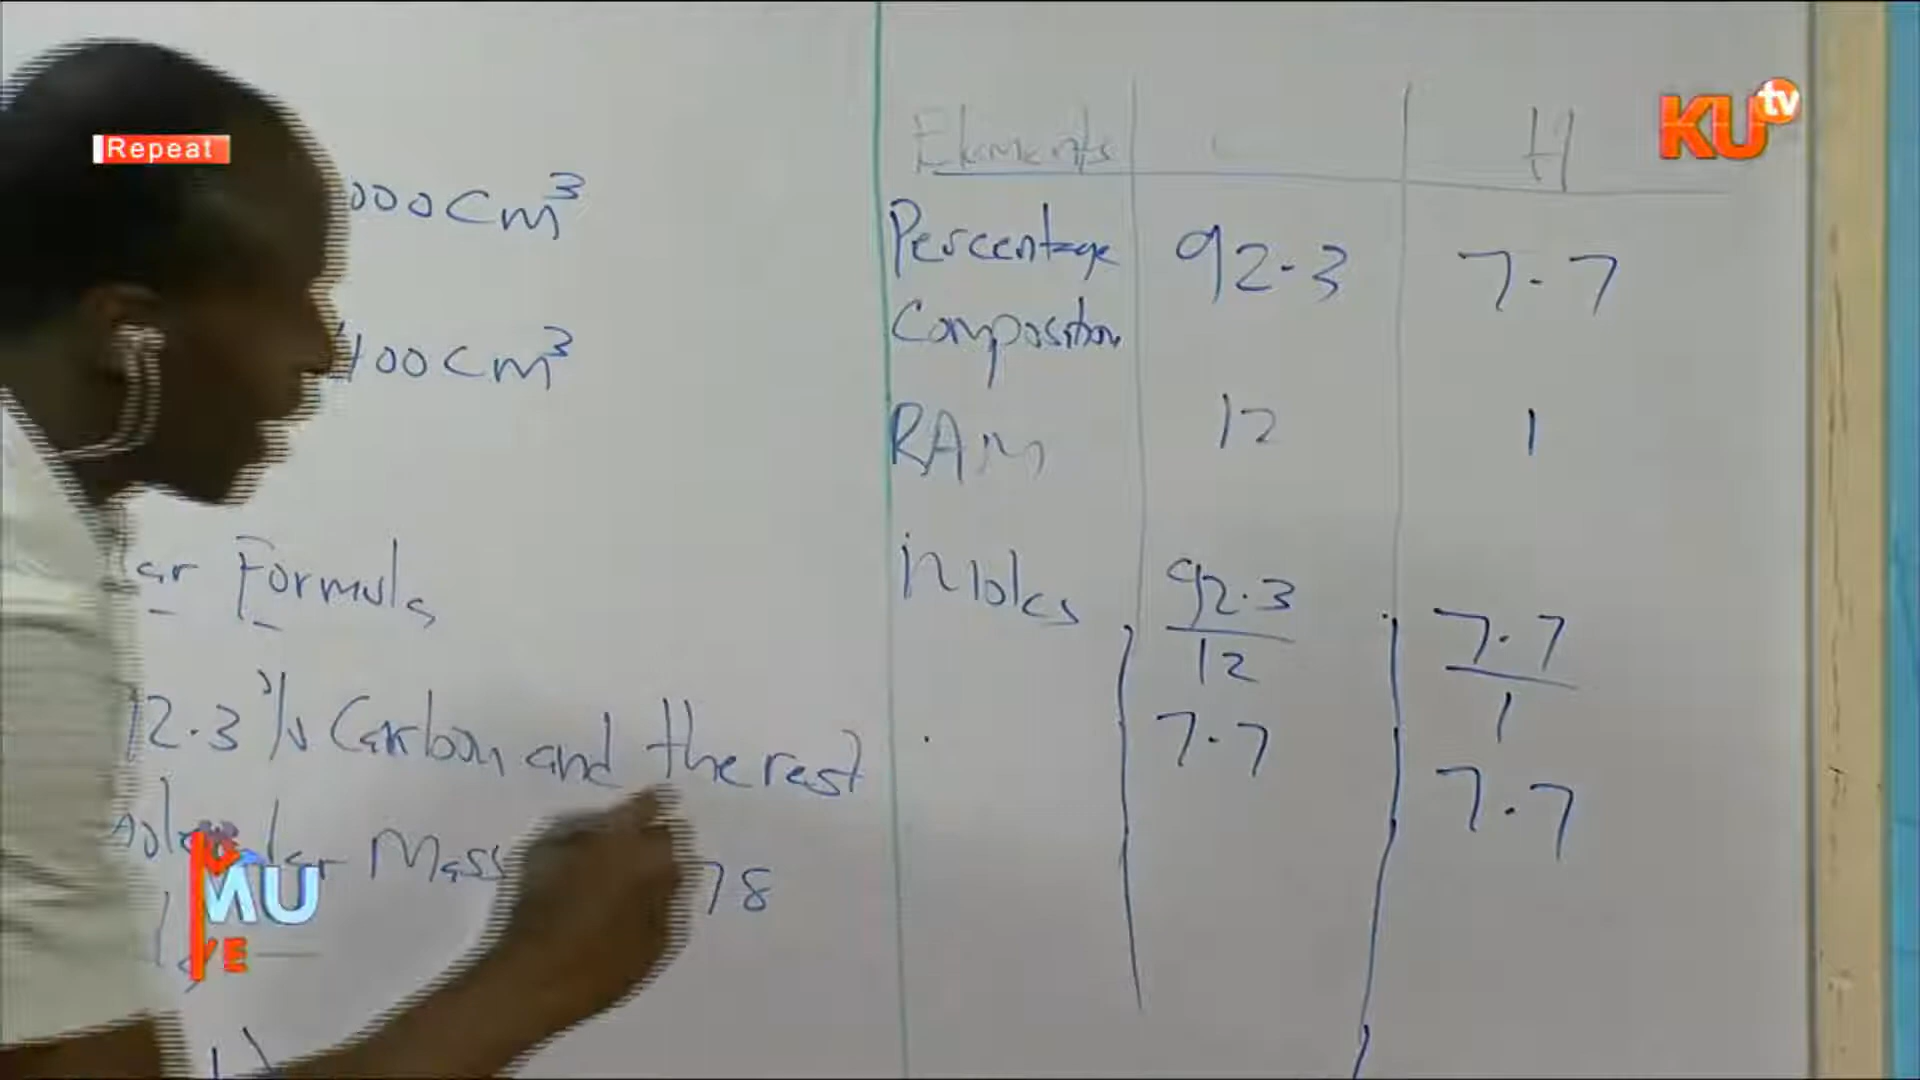 Repeat
KU tv
000cm³
400cm³
Formula
2.3% Carbon and the rest
Mass
78
MU
Elements H
Percentage 92.3 7.7
Composition
RAM 12 1
Moles 92.3 7.7
12 1
7.7 7.7